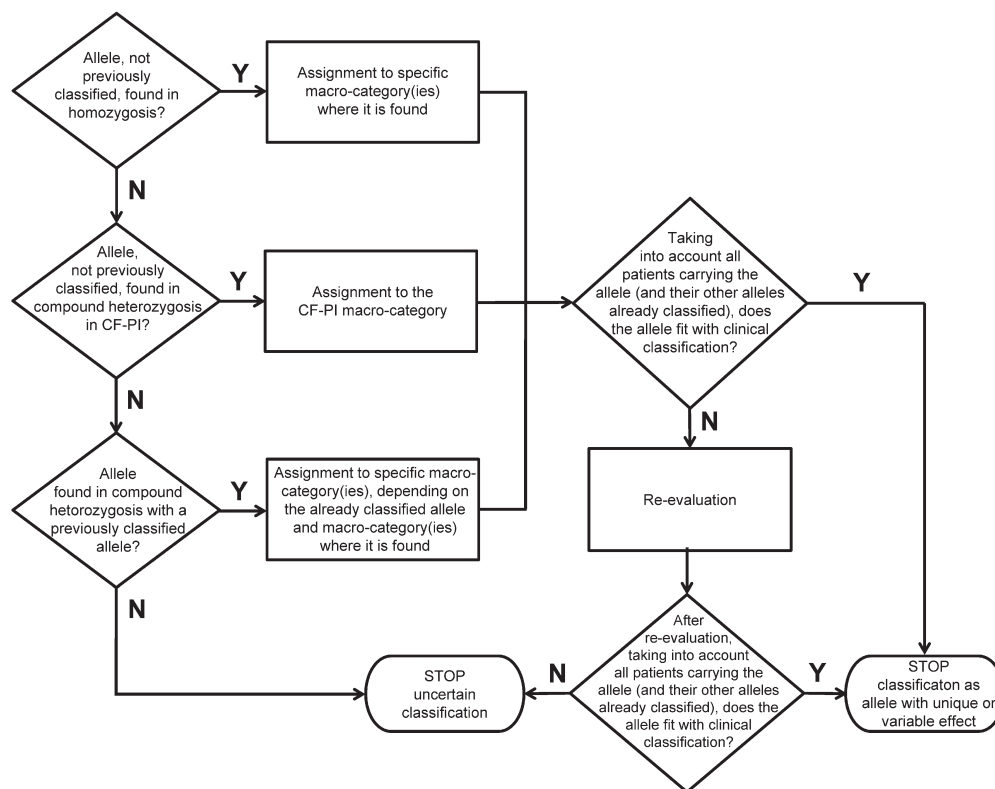 Allele, not
previously
classified, found in
homozygosis?
Y
Assignment to specific
macro-category(ies)
where it is found
N
Allele,
not previously
classified, found in
compound heterozygosis
in CF-PI?
Y
Assignment to the
CF-PI macro-category
Taking
into account all
patients carrying the
allele (and their other alleles
already classified), does
the allele fit with clinical
classification?
Y
N
N
Allele
found in compound
hetorozygosis with a
previously classified
allele?
Y
Assignment to specific macro-
category(ies), depending on
the already classified allele
and macro-category(ies)
where it is found
Re-evaluation
N
After
re-evaluation,
taking into account
all patients carrying the
allele (and their other alleles
already classified), does
the allele fit with clinical
classification?
N
STOP
uncertain
classification
Y
STOP
classificaton as
allele with unique or
variable effect